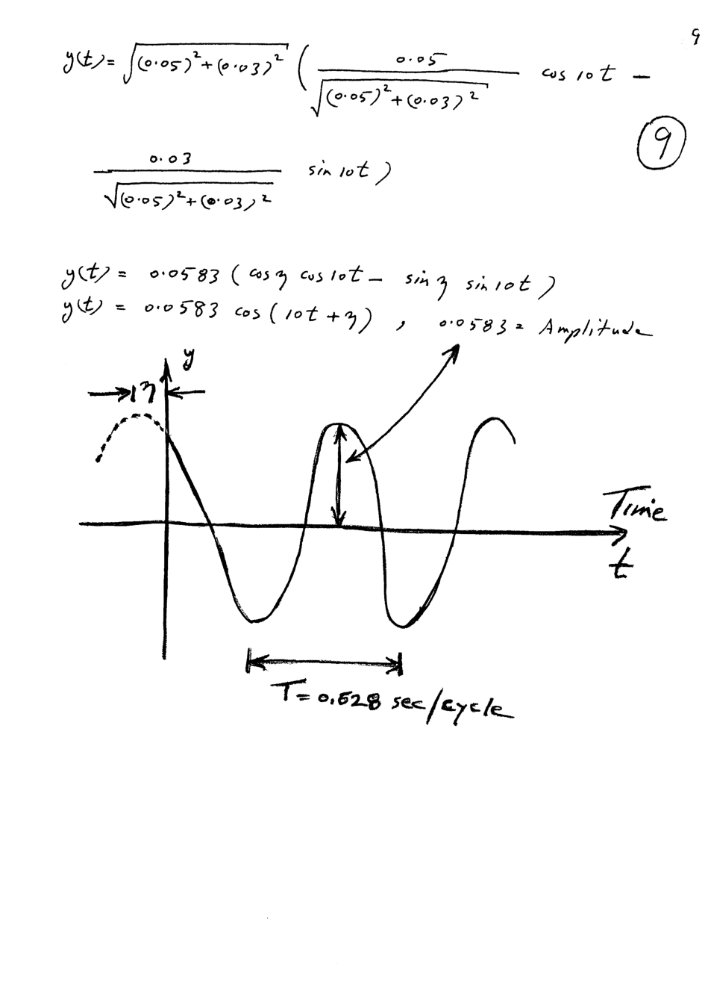 9
y(t) = √((0.05)² + (0.03)²) ( 0.05 / √((0.05)² + (0.03)²) cos 10t −
9
0.03 / √((0.05)² + (0.03)²) sin 10t )
y(t) = 0.0583 ( cos η cos 10t − sin η sin 10t )
y(t) = 0.0583 cos ( 10t + η ) , 0.0583 = Amplitude
y
η
Time
t
T = 0.628 sec/cycle